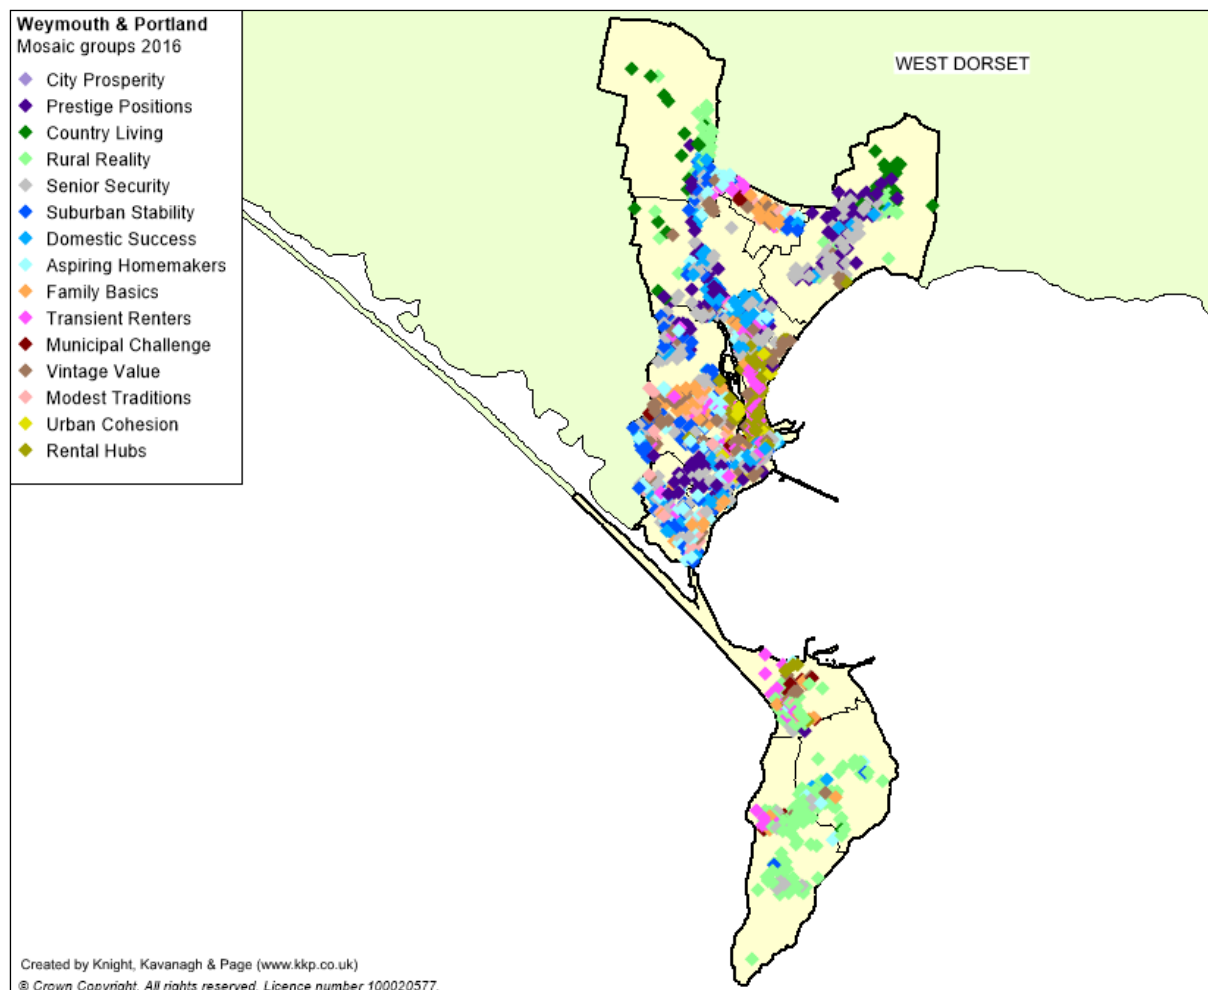 Weymouth & Portland
Mosaic groups 2016
City Prosperity
Prestige Positions
Country Living
Rural Reality
Senior Security
Suburban Stability
Domestic Success
Aspiring Homemakers
Family Basics
Transient Renters
Municipal Challenge
Vintage Value
Modest Traditions
Urban Cohesion
Rental Hubs
WEST DORSET
Created by Knight, Kavanagh & Page (www.kkp.co.uk)
© Crown Copyright. All rights reserved. Licence number 100020577.